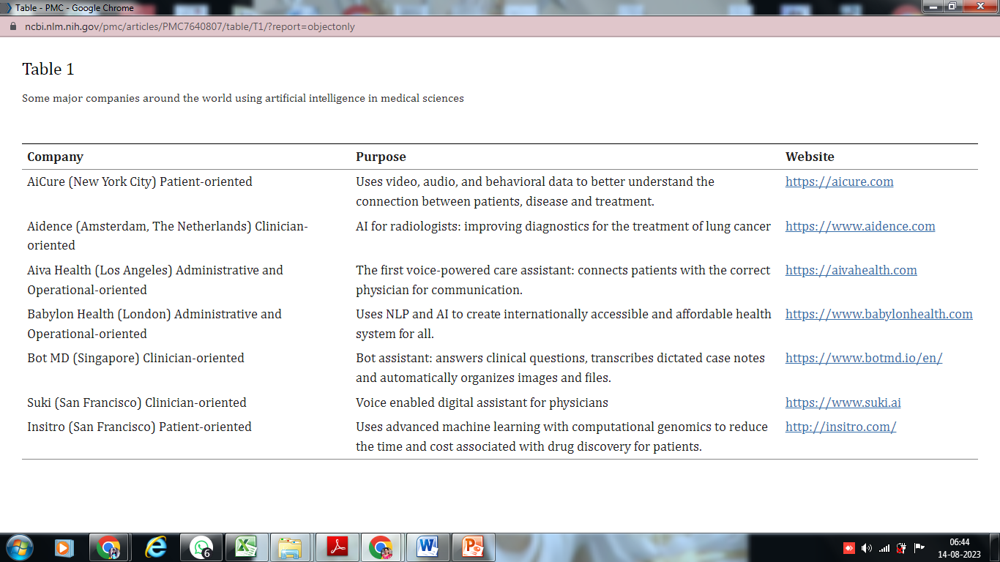 Table - PMC - Google Chrome
ncbi.nlm.nih.gov/pmc/articles/PMC7640807/table/T1/?report=objectonly
Table 1
Some major companies around the world using artificial intelligence in medical sciences
Company Purpose Website
AiCure (New York City) Patient-oriented Uses video, audio, and behavioral data to better understand the https://aicure.com
connection between patients, disease and treatment.
Aidence (Amsterdam, The Netherlands) Clinician- AI for radiologists: improving diagnostics for the treatment of lung cancer https://www.aidence.com
oriented
Aiva Health (Los Angeles) Administrative and The first voice-powered care assistant: connects patients with the correct https://aivahealth.com
Operational-oriented physician for communication.
Babylon Health (London) Administrative and Uses NLP and AI to create internationally accessible and affordable health https://www.babylonhealth.com
Operational-oriented system for all.
Bot MD (Singapore) Clinician-oriented Bot assistant: answers clinical questions, transcribes dictated case notes https://www.botmd.io/en/
and automatically organizes images and files.
Suki (San Francisco) Clinician-oriented Voice enabled digital assistant for physicians https://www.suki.ai
Insitro (San Francisco) Patient-oriented Uses advanced machine learning with computational genomics to reduce http://insitro.com/
the time and cost associated with drug discovery for patients.
6
06:44
14-08-2023